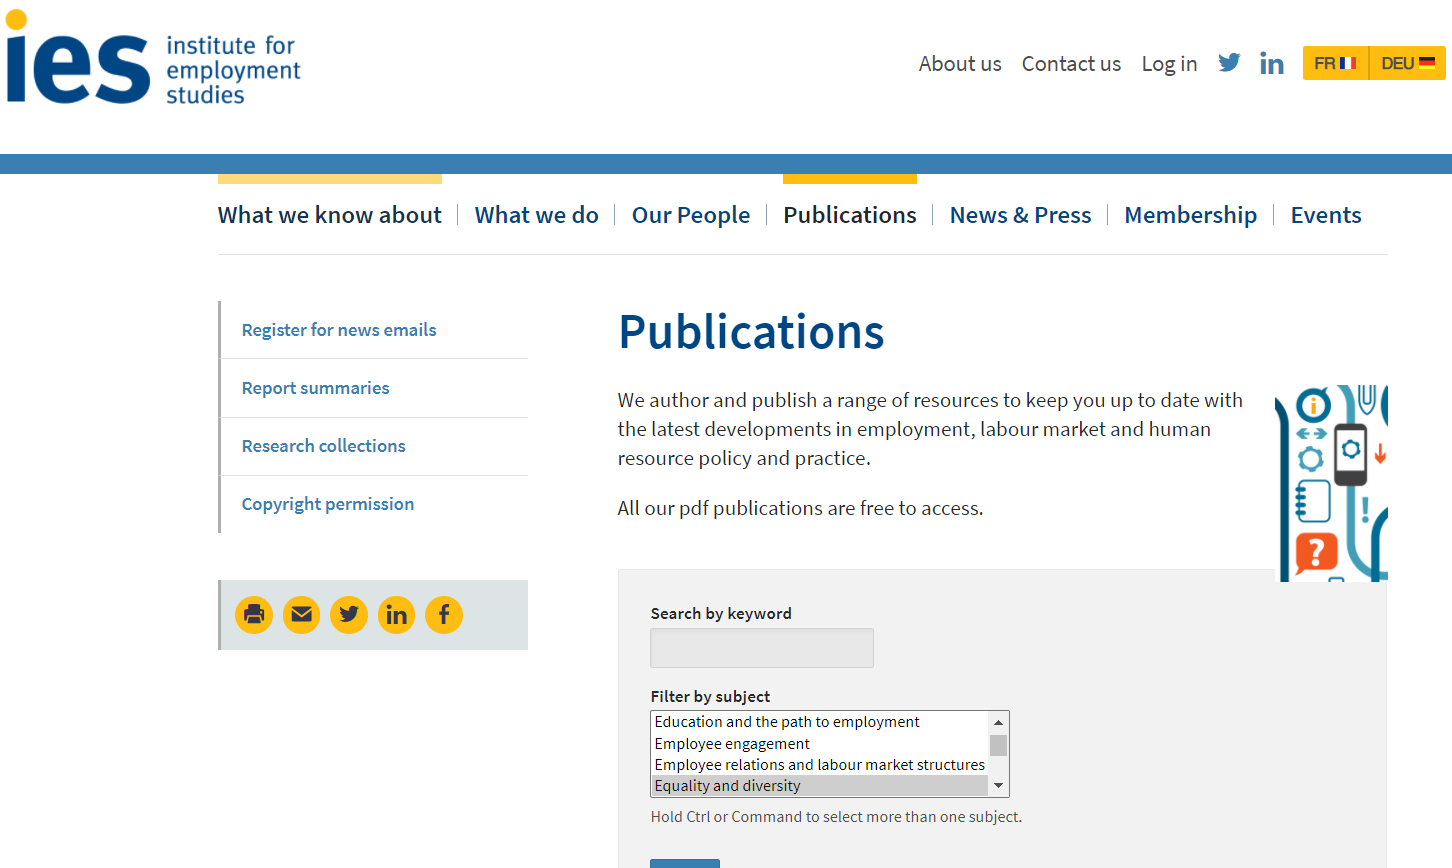 ies institute for
employment
studies
About us Contact us Log in FR DEU
What we know about What we do Our People Publications News & Press Membership Events
Register for news emails
Report summaries
Research collections
Copyright permission
Publications
We author and publish a range of resources to keep you up to date with
the latest developments in employment, labour market and human
resource policy and practice.
All our pdf publications are free to access.
Search by keyword
Filter by subject
Education and the path to employment
Employee engagement
Employee relations and labour market structures
Equality and diversity
Hold Ctrl or Command to select more than one subject.